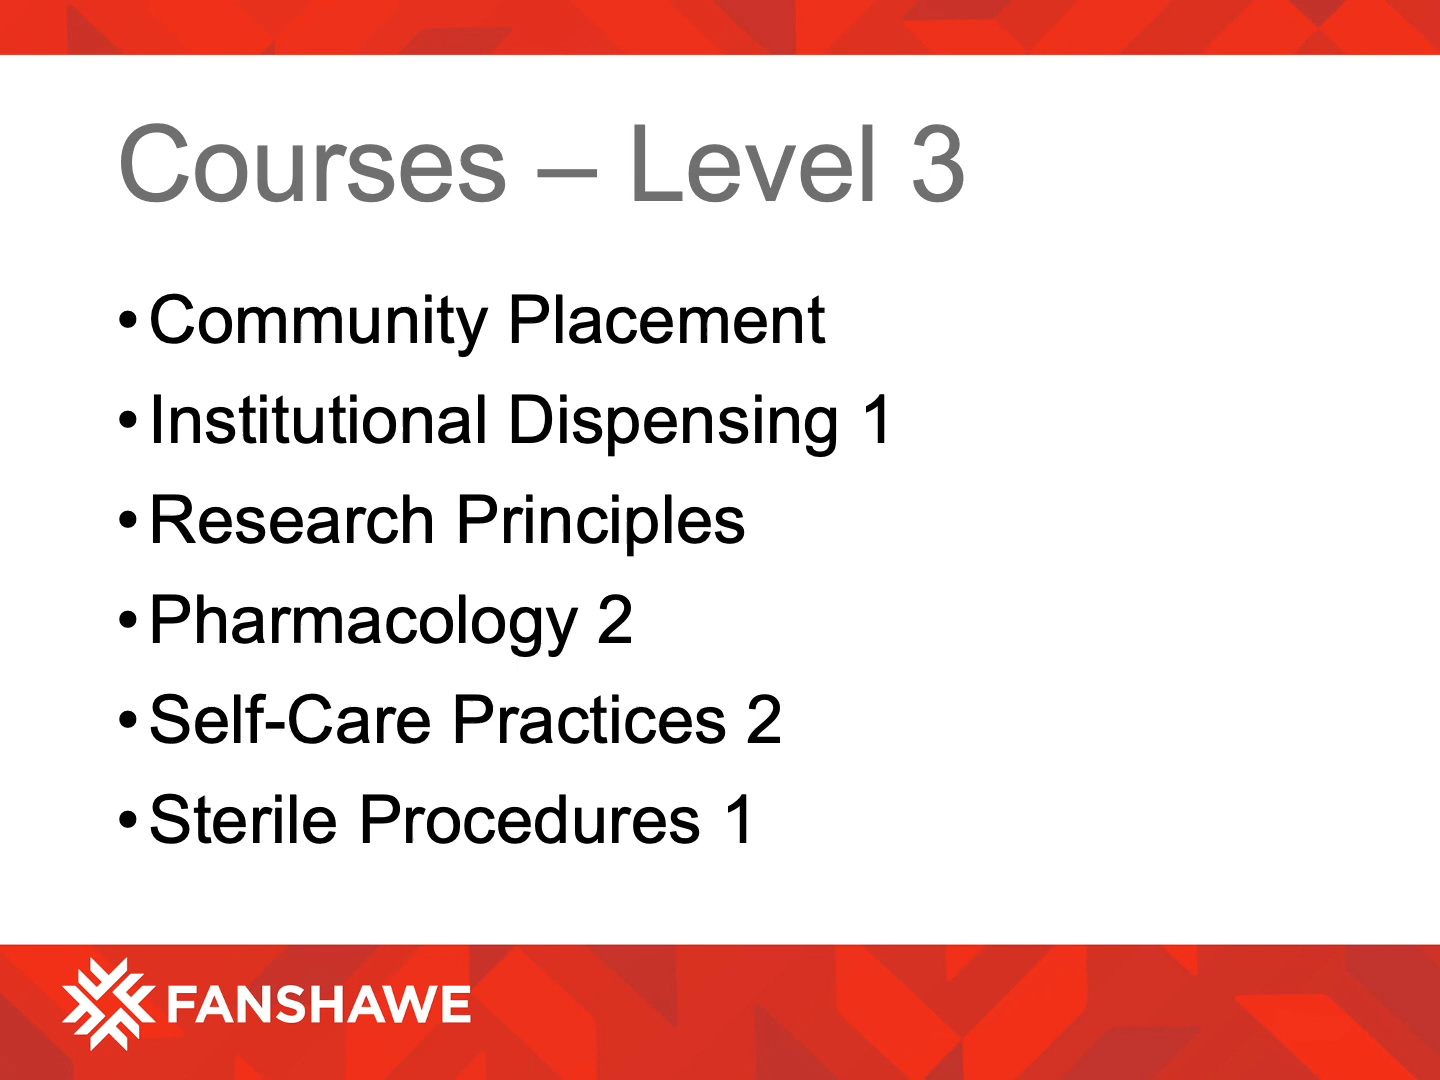 Courses – Level 3
• Community Placement
• Institutional Dispensing 1
• Research Principles
• Pharmacology 2
• Self-Care Practices 2
• Sterile Procedures 1
FANSHAWE